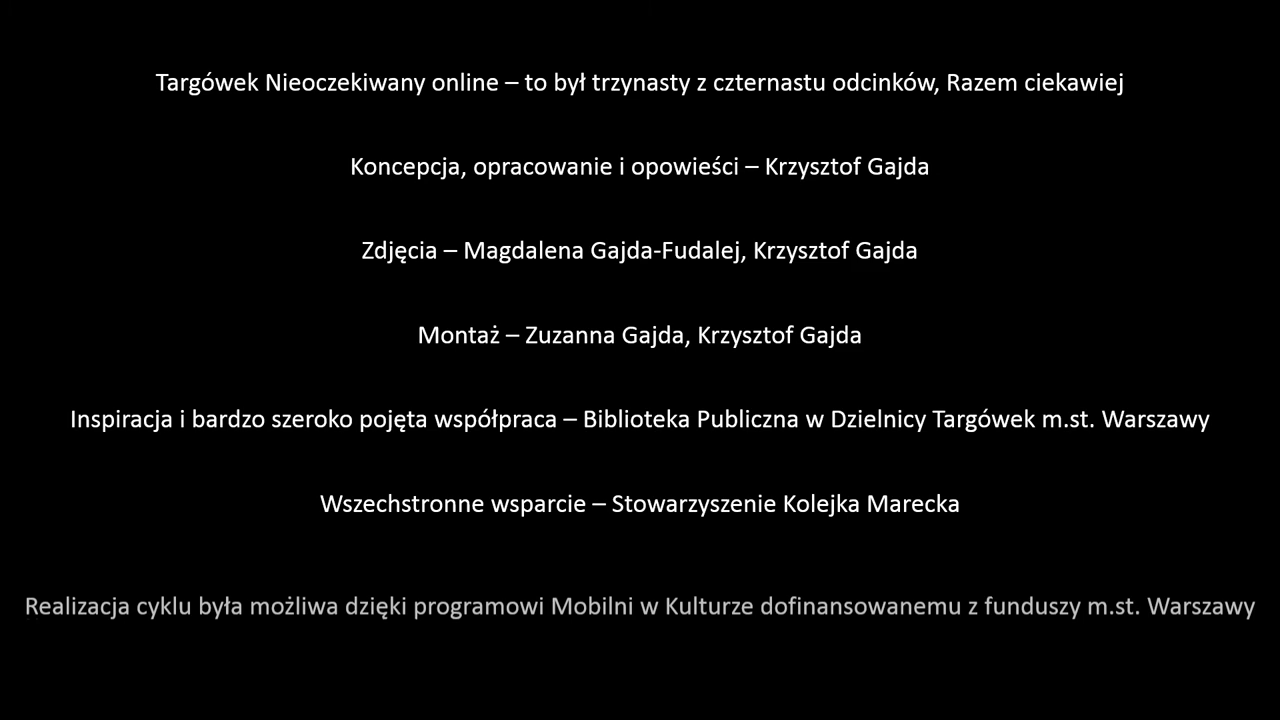 Targówek Nieoczekiwany online – to był trzynasty z czternastu odcinków, Razem ciekawiej
Koncepcja, opracowanie i opowieści – Krzysztof Gajda
Zdjęcia – Magdalena Gajda-Fudalej, Krzysztof Gajda
Montaż – Zuzanna Gajda, Krzysztof Gajda
Inspiracja i bardzo szeroko pojęta współpraca – Biblioteka Publiczna w Dzielnicy Targówek m.st. Warszawy
Wszechstronne wsparcie – Stowarzyszenie Kolejka Marecka
Realizacja cyklu była możliwa dzięki programowi Mobilni w Kulturze dofinansowanemu z funduszy m.st. Warszawy